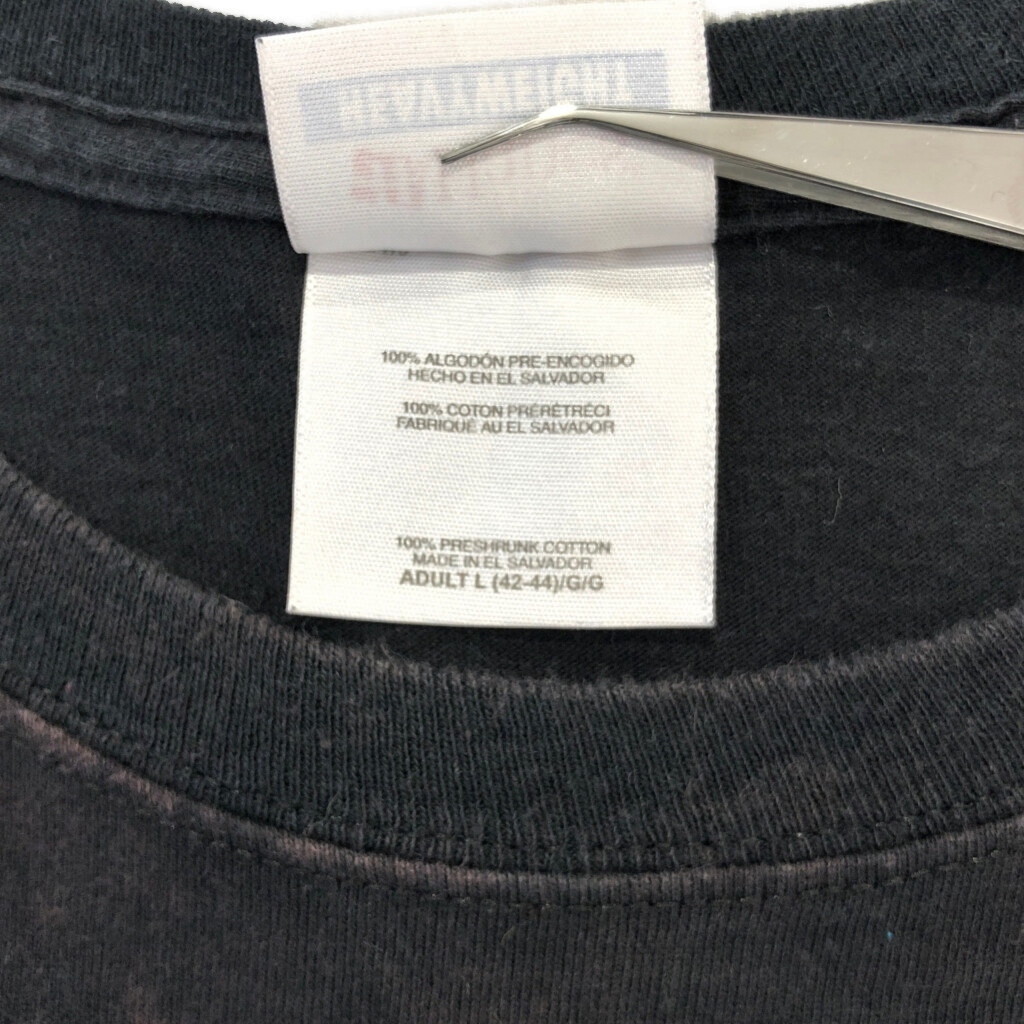 100% ALGODÓN PRE-ENCOGIDO
HECHO EN EL SALVADOR
100% COTON PRÉRÉTRÉCI
FABRIQUÉ AU EL SALVADOR
100% PRESHRUNK COTTON
MADE IN EL SALVADOR
ADULT L (42-44)/G/G